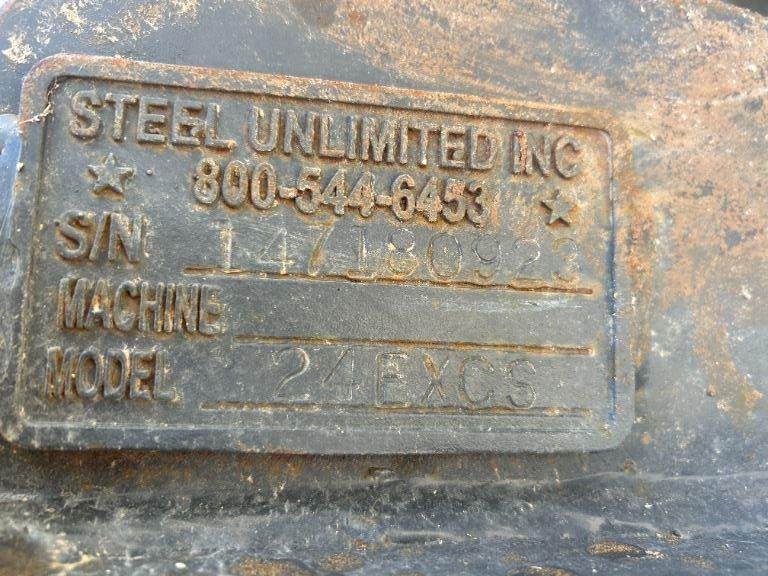 STEEL UNLIMITED INC
800-544-6453
S/N 147180923
MACHINE
MODEL 24EXCS